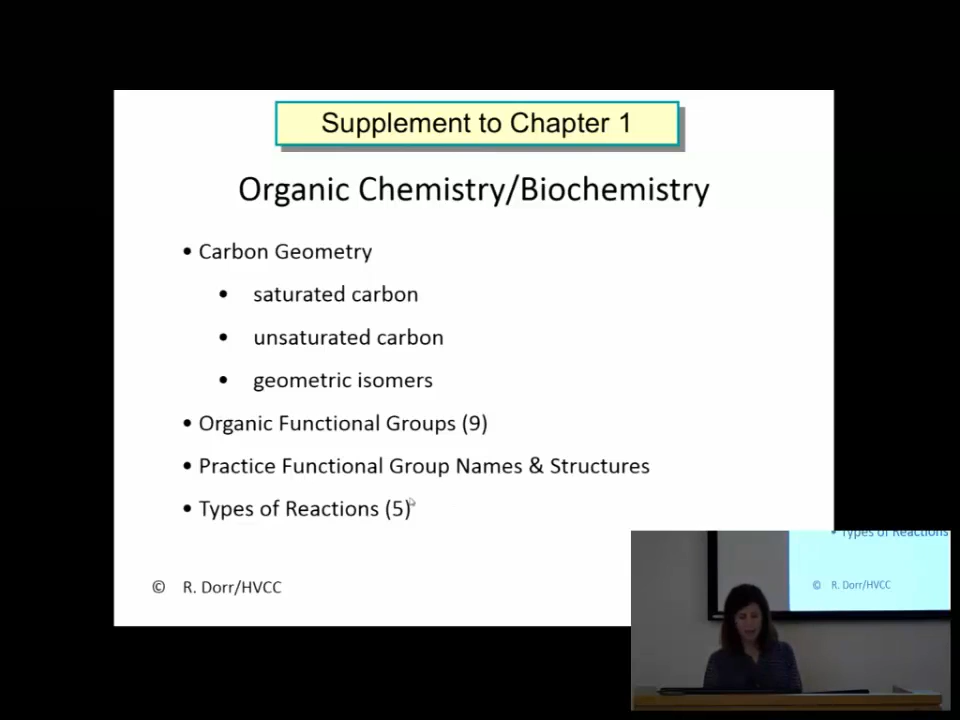 Supplement to Chapter 1
Organic Chemistry/Biochemistry
• Carbon Geometry
• saturated carbon
• unsaturated carbon
• geometric isomers
• Organic Functional Groups (9)
• Practice Functional Group Names & Structures
• Types of Reactions (5)
© R. Dorr/HVCC
• Types of Reactions
© R. Dorr/HVCC